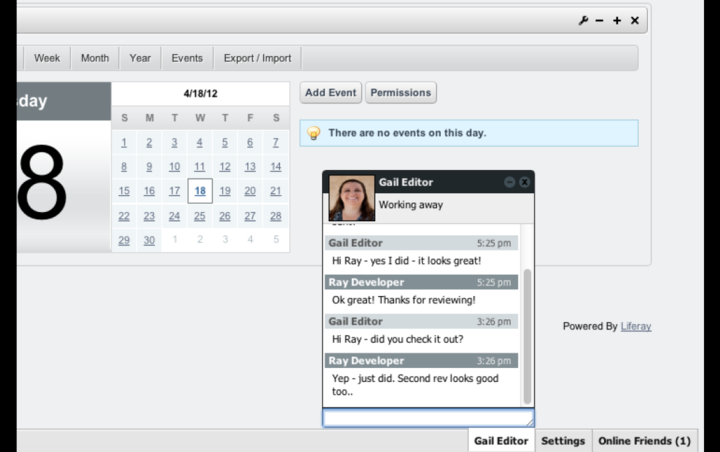 Week Month Year Events Export / Import
day
8
4/18/12
S M T W T F S
1 2 3 4 5 6 7
8 9 10 11 12 13 14
15 16 17 18 19 20 21
22 23 24 25 26 27 28
29 30 1 2 3 4 5
Add Event Permissions
There are no events on this day.
Gail Editor
Working away
Gail Editor 5:25 pm
Hi Ray - yes I did - it looks great!
Ray Developer 5:25 pm
Ok great! Thanks for reviewing!
Gail Editor 3:26 pm
Hi Ray - did you check it out?
Ray Developer 3:26 pm
Yep - just did. Second rev looks good
too..
Powered By Liferay
Gail Editor Settings Online Friends (1)